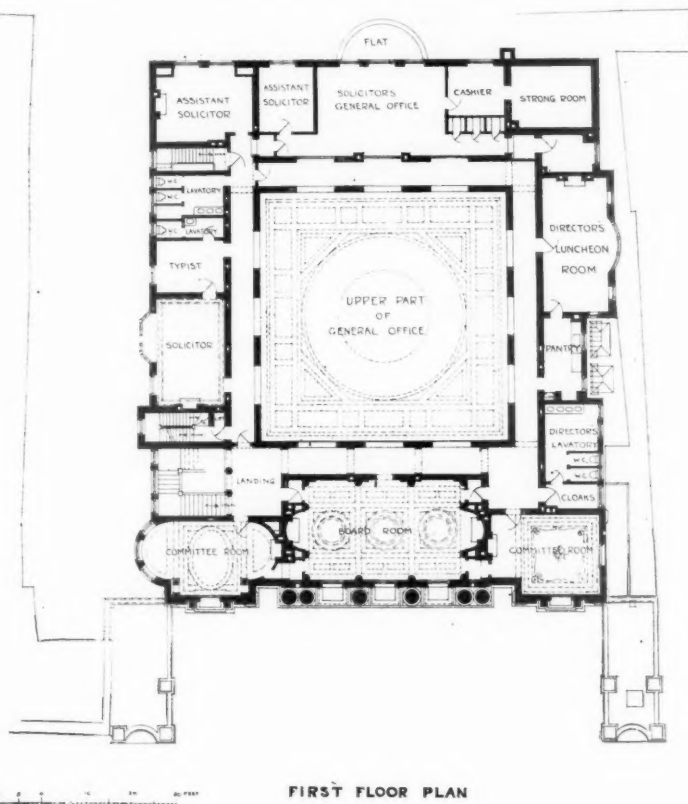 FLAT
ASSISTANT
SOLICITOR
ASSISTANT
SOLICITOR
SOLICITORS
GENERAL OFFICE
CASHIER
STRONG ROOM
W.C.
LAVATORY
W.C.
W.C.
LAVATORY
TYPIST
DIRECTORS
LUNCHEON
ROOM
UPPER PART
OF
GENERAL OFFICE
SOLICITOR
PANTRY
DIRECTORS
LAVATORY
W.C.
W.C.
LANDING
CLOAKS
COMMITTEE ROOM
BOARD ROOM
COMMITTEE ROOM
FIRST FLOOR PLAN